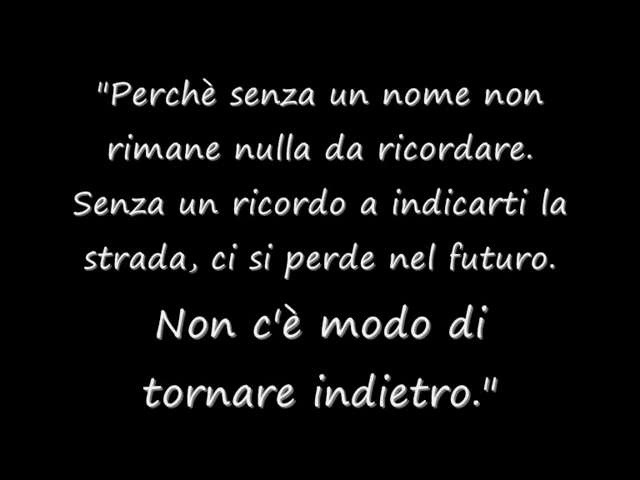 "Perchè senza un nome non
rimane nulla da ricordare.
Senza un ricordo a indicarti la
strada, ci si perde nel futuro.
Non c'è modo di
tornare indietro."